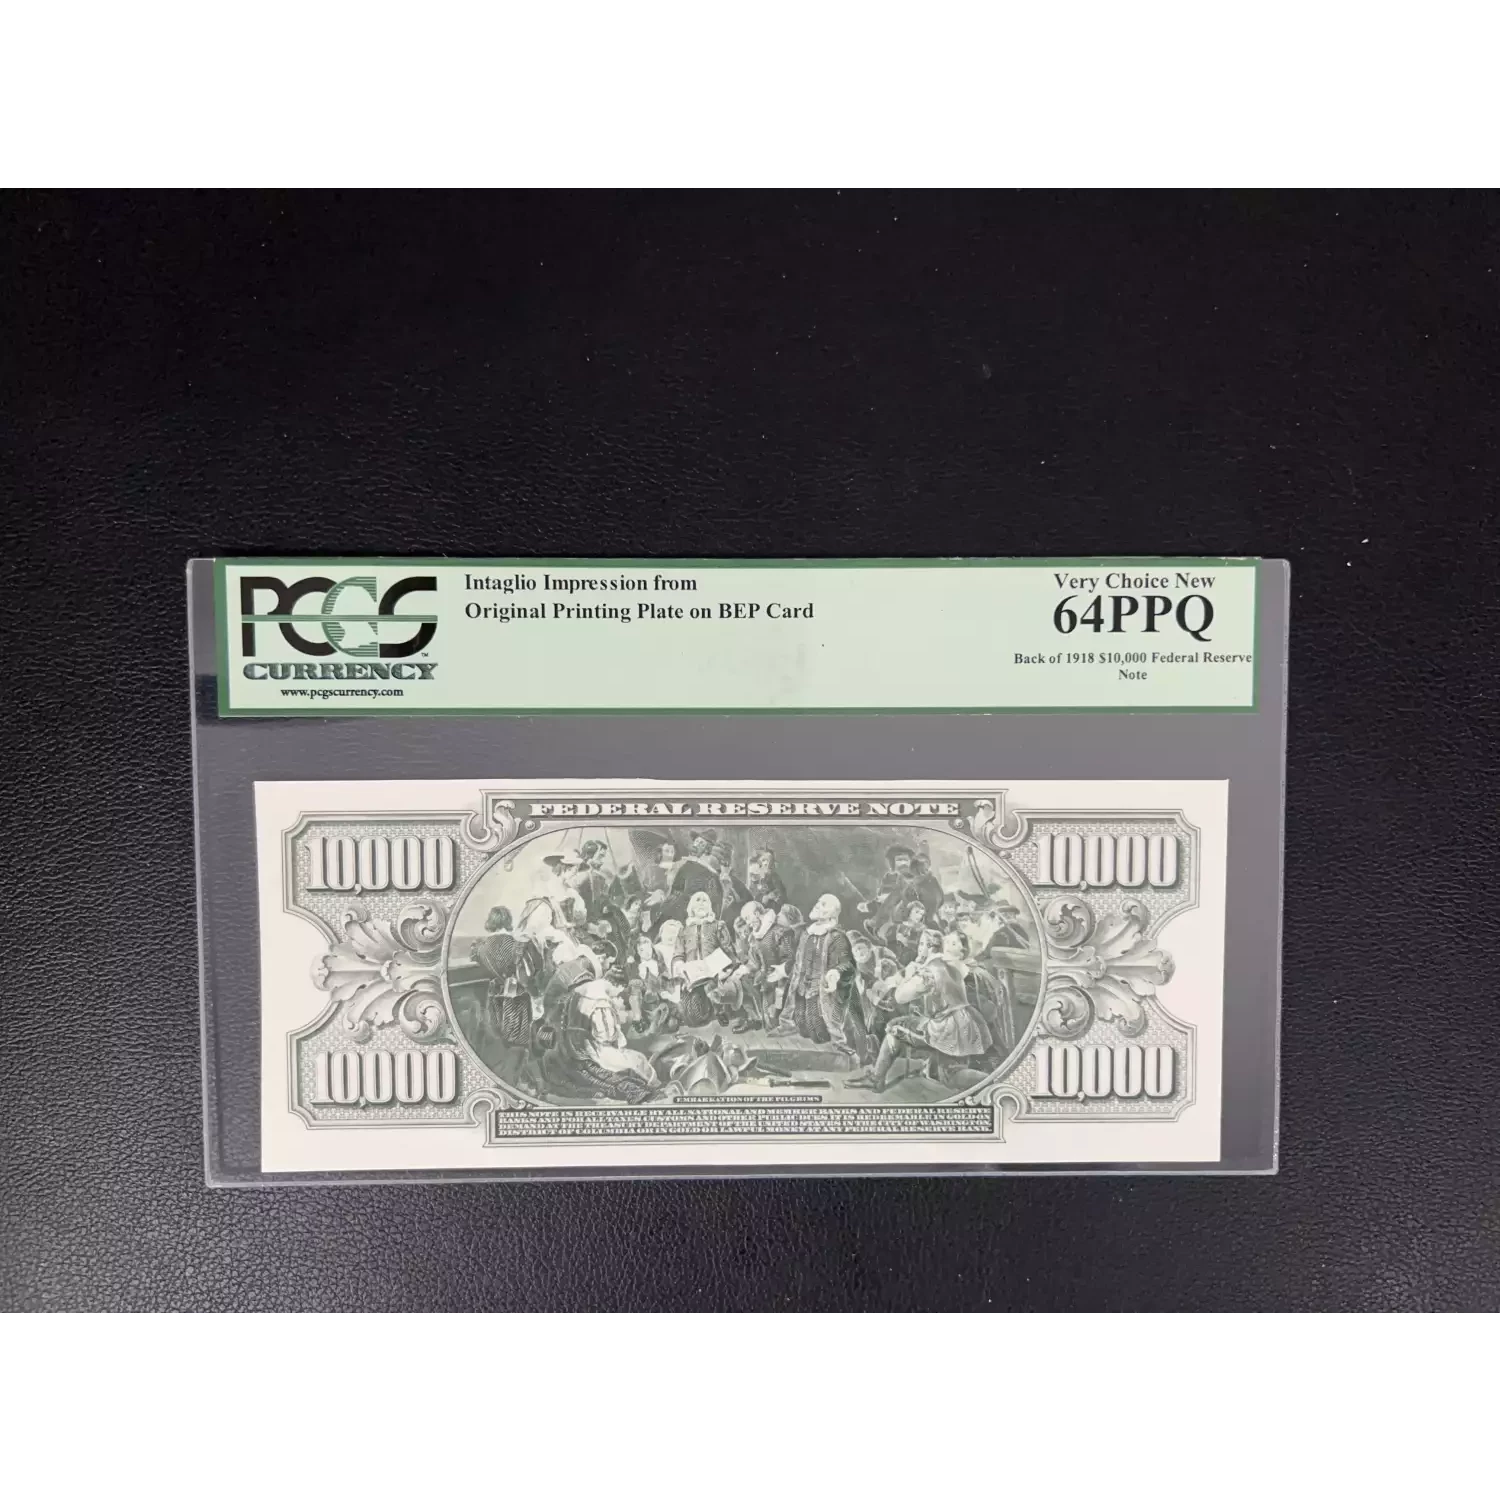 PCGS
CURRENCY
™
www.pcgscurrency.com
Intaglio Impression from
Original Printing Plate on BEP Card
Very Choice New
64PPQ
Back of 1918 $10,000 Federal Reserve
Note
FEDERAL RESERVE NOTE
10,000
10,000
10,000
10,000
EMBARKATION OF THE PILGRIMS
THIS NOTE IS RECEIVABLE BY ALL NATIONAL AND MEMBER BANKS AND FEDERAL RESERVE
BANKS AND FOR ALL TAXES, CUSTOMS AND OTHER PUBLIC DUES. IT IS REDEEMABLE IN GOLD ON
DEMAND AT THE TREASURY DEPARTMENT OF THE UNITED STATES IN THE CITY OF WASHINGTON,
DISTRICT OF COLUMBIA OR IN GOLD OR LAWFUL MONEY AT ANY FEDERAL RESERVE BANK.